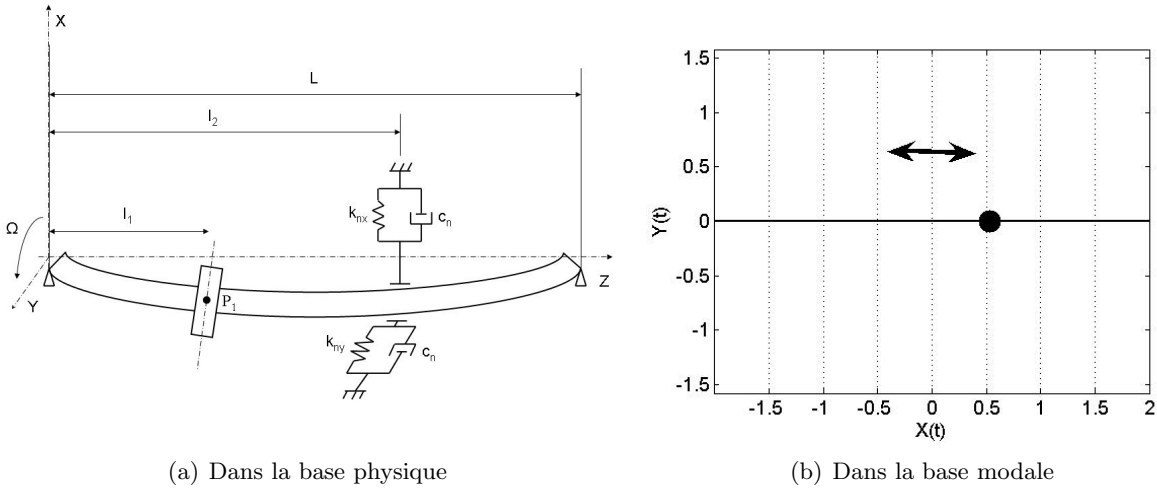 X
L
l₂
l₁
kₙₓ
cₙ
Ω
Z
Y
P₁
kₙᵧ
cₙ
1.5
1
0.5
0
-0.5
-1
-1.5
Y(t)
-1.5 -1 -0.5 0 0.5 1 1.5 2
X(t)
(a) Dans la base physique
(b) Dans la base modale